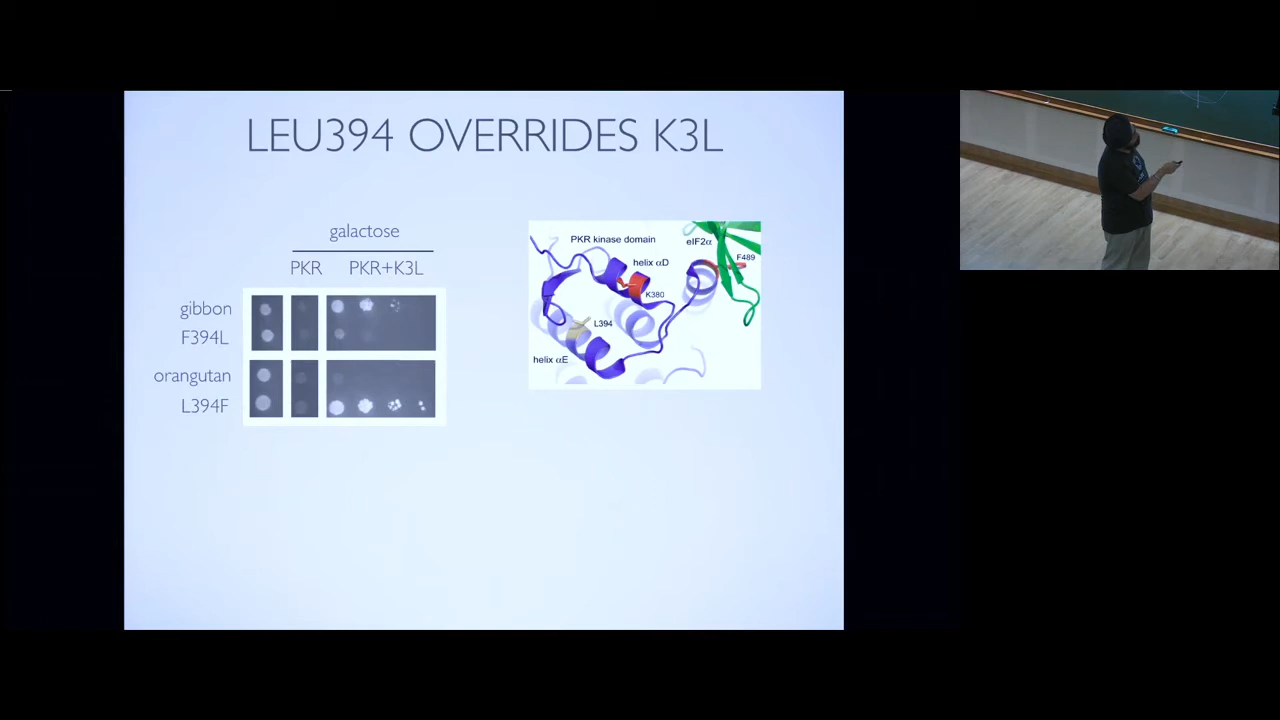 LEU394 OVERRIDES K3L
galactose
PKR PKR+K3L
gibbon
F394L
orangutan
L394F
PKR kinase domain
eIF2α
helix αD
F489
K380
L394
helix αE